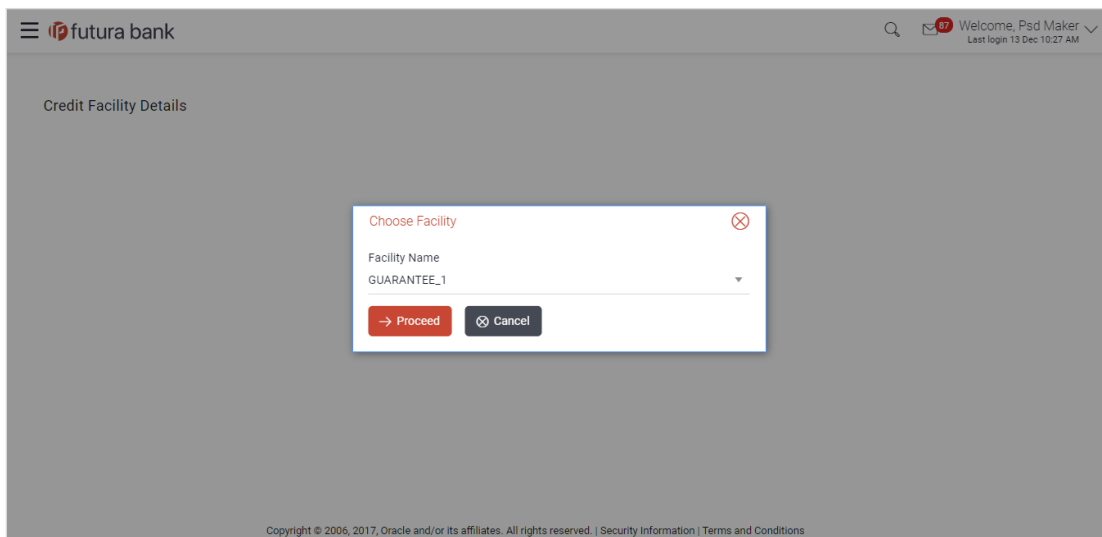 futura bank
87
Welcome, Psd Maker
Last login 13 Dec 10:27 AM
Credit Facility Details
Choose Facility
Facility Name
GUARANTEE_1
Proceed
Cancel
Copyright © 2006, 2017, Oracle and/or its affiliates. All rights reserved. | Security Information | Terms and Conditions